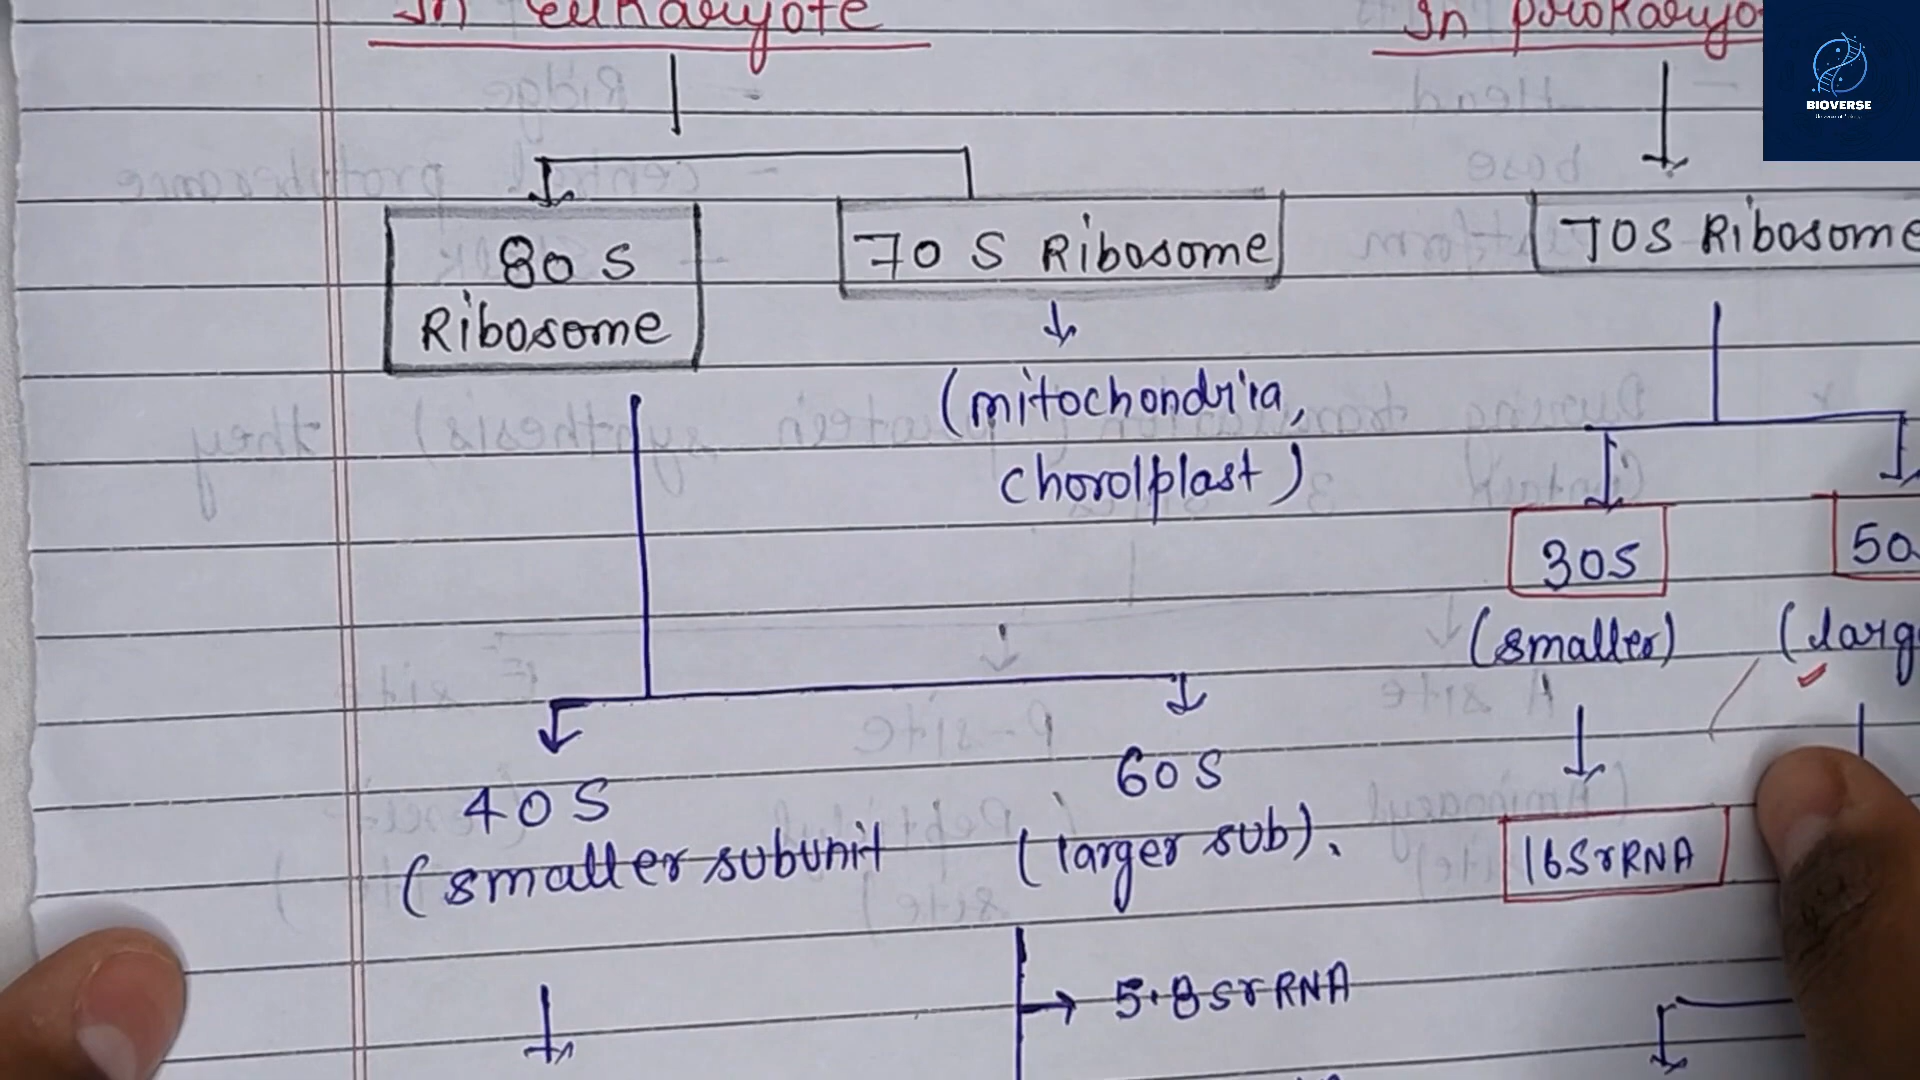 In eukaryote
In prokaryo
BIOVERSE
80 S
Ribosome
70 S Ribosome
70S Ribosome
(mitochondria,
chorolplast)
30S
50
(smaller)
(larg
40 S
(smaller subunit
60 S
(larger sub).
16SrRNA
5.8SrRNA